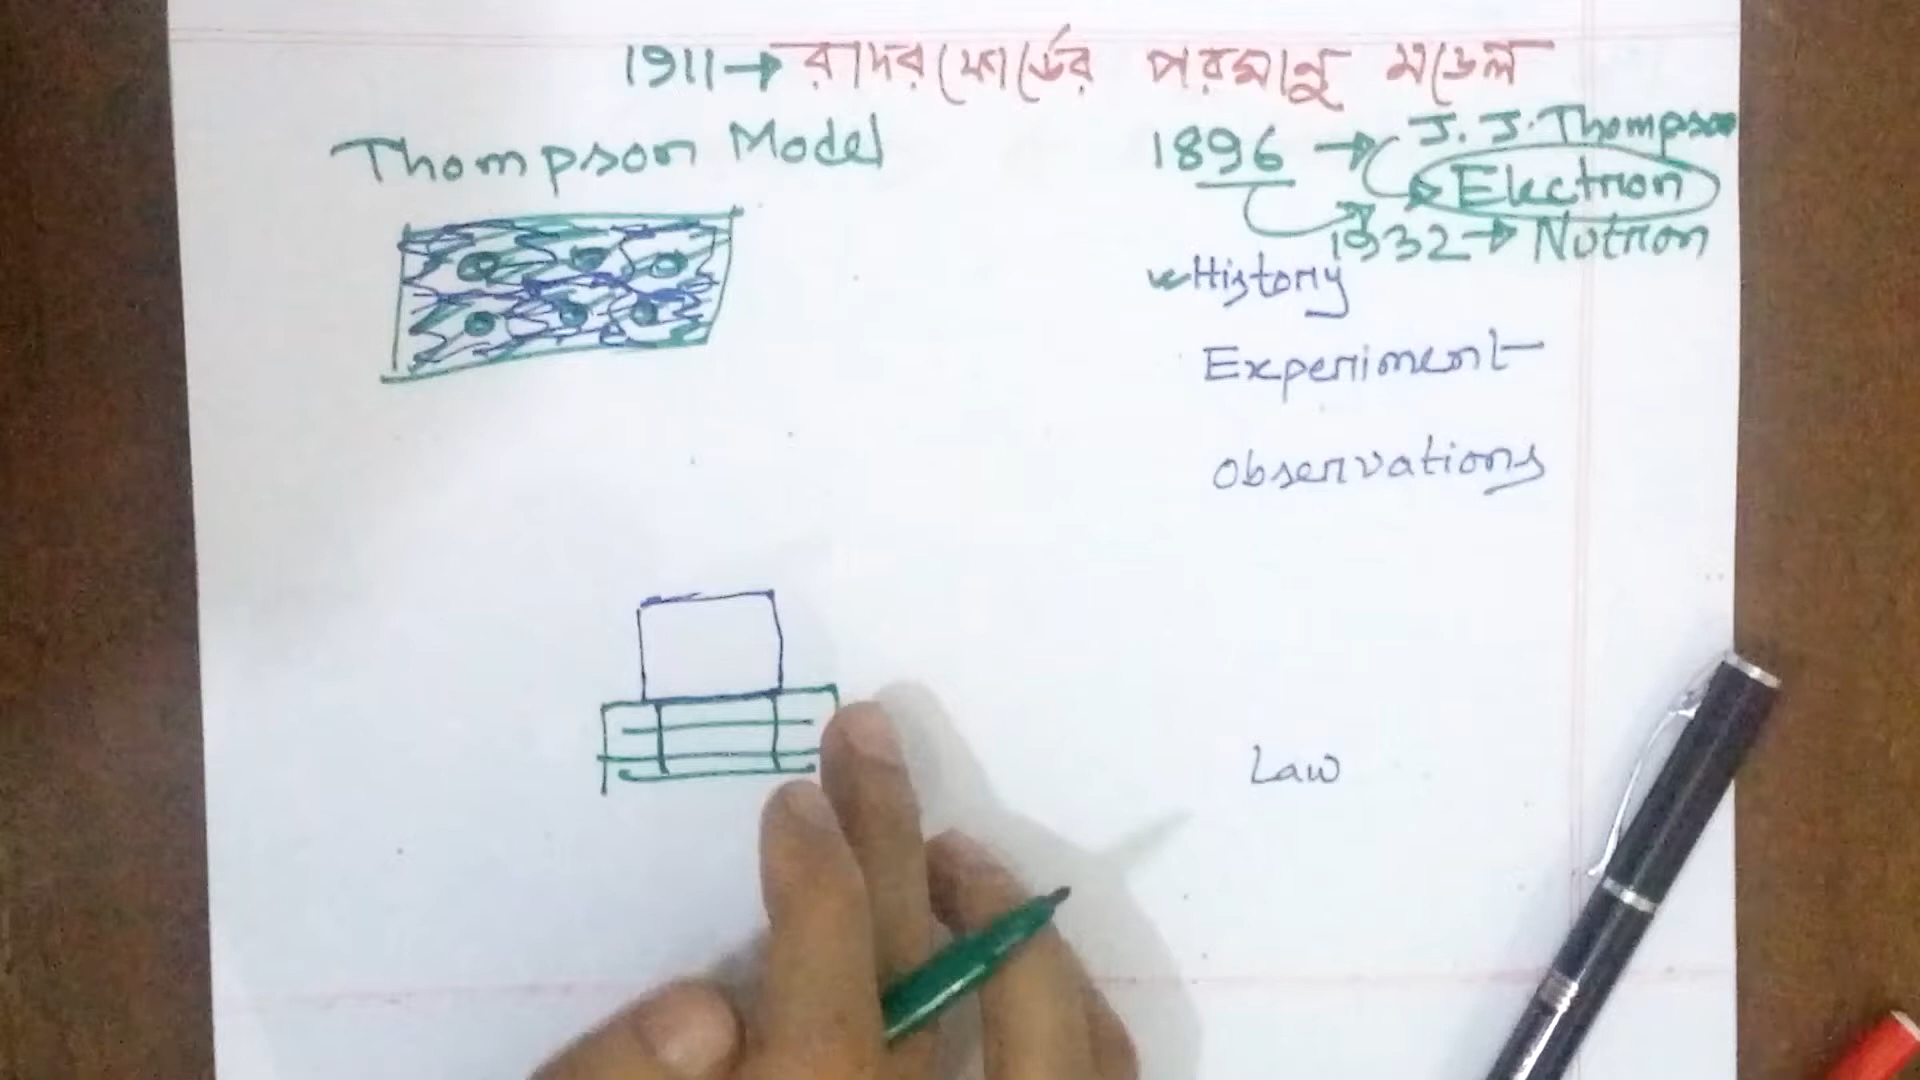 1911→রাদারফোর্ডের পরমানু মডেল
Thompson Model
1896 → J. J. Thompson
Electron
1932 → Nutron
History
Experiment
Observations
Law